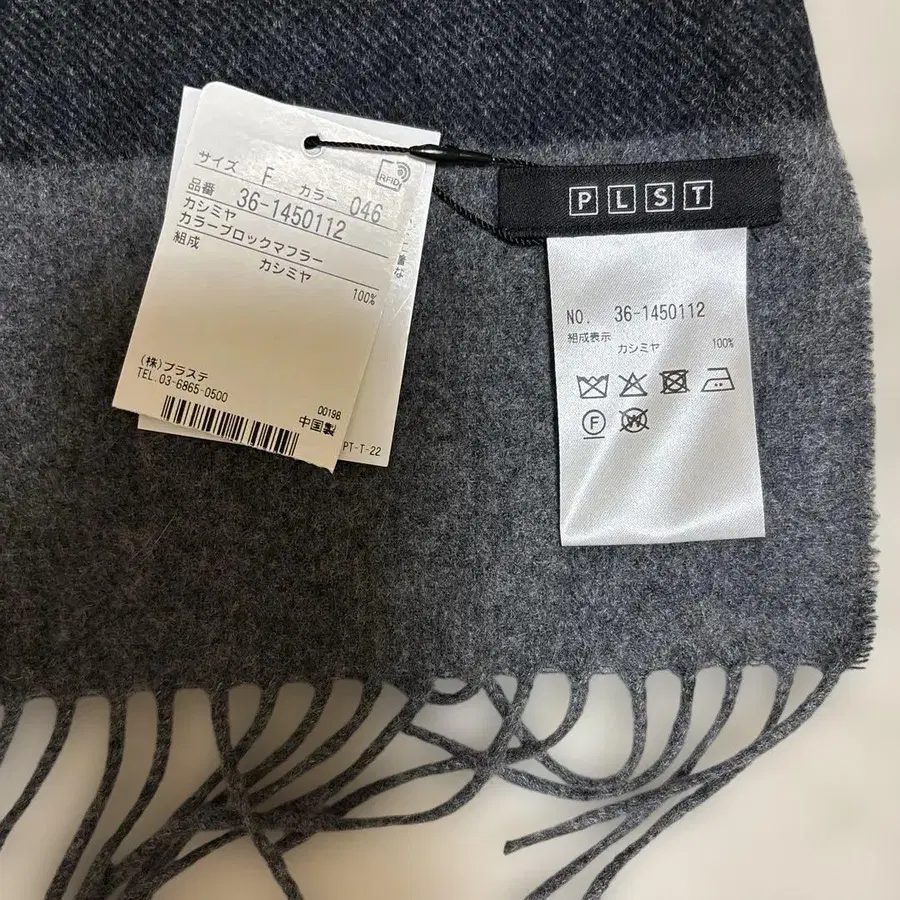 サイズ F カラー 046
RFID
品番 36-1450112
カシミヤ
カラーブロックマフラー
組成
カシミヤ 100%
(株)プラステ
TEL.03-6865-0500
00198
中国製
PT-T-22
PLST
NO. 36-1450112
組成表示
カシミヤ 100%
F
W